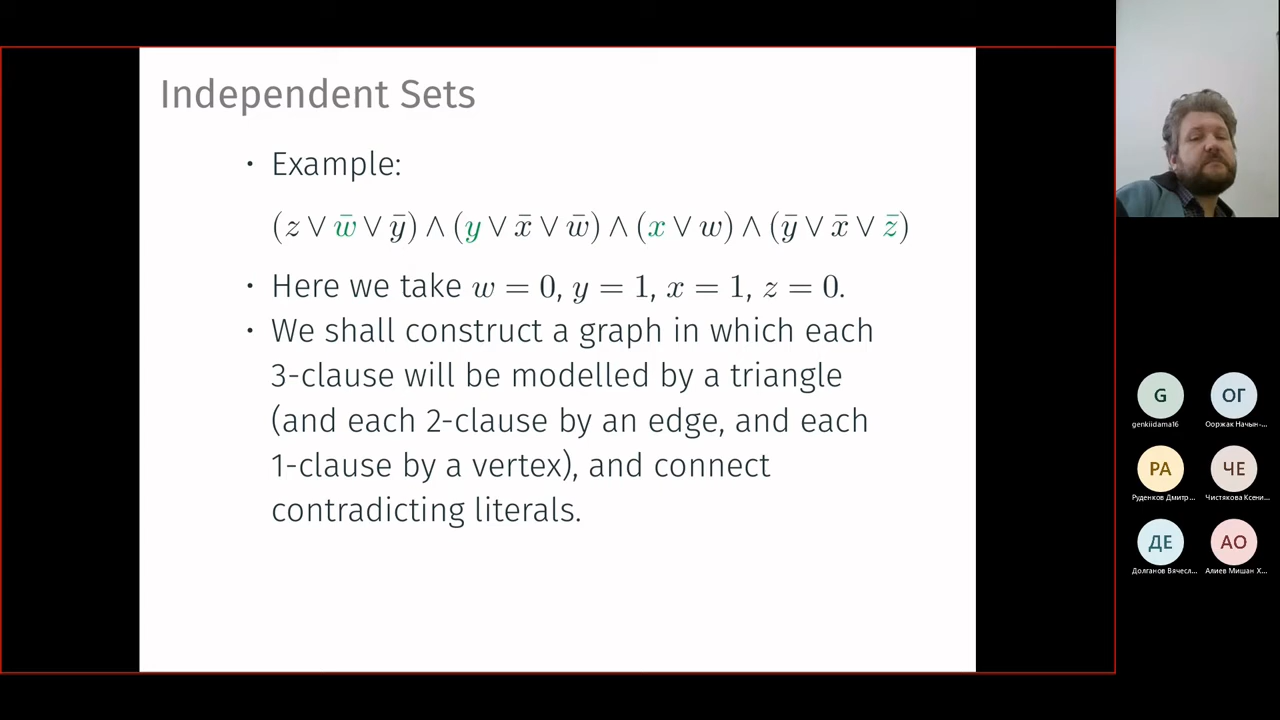 Independent Sets
• Example:
(z ∨ w̄ ∨ ȳ) ∧ (y ∨ x̄ ∨ w̄) ∧ (x ∨ w) ∧ (ȳ ∨ x̄ ∨ z̄)
• Here we take w = 0, y = 1, x = 1, z = 0.
• We shall construct a graph in which each
3-clause will be modelled by a triangle
(and each 2-clause by an edge, and each
1-clause by a vertex), and connect
contradicting literals.
G ОГ
genkiidama16 Ооржак Начын-...
РА ЧЕ
Руденков Дмитр... Чистякова Ксени...
ДЕ АО
Долганов Вячесл... Алиев Мишан Х...